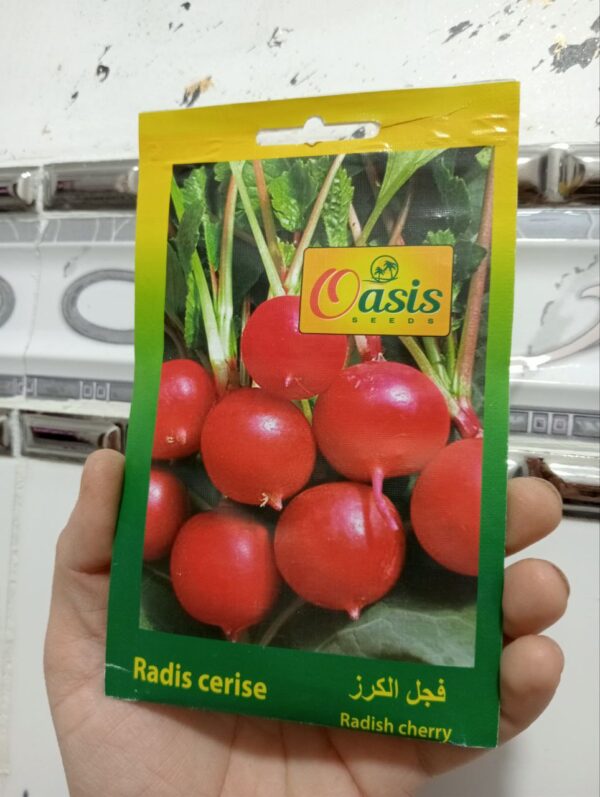 Oasis
SEEDS
Radis cerise
فجل الكرز
Radish cherry